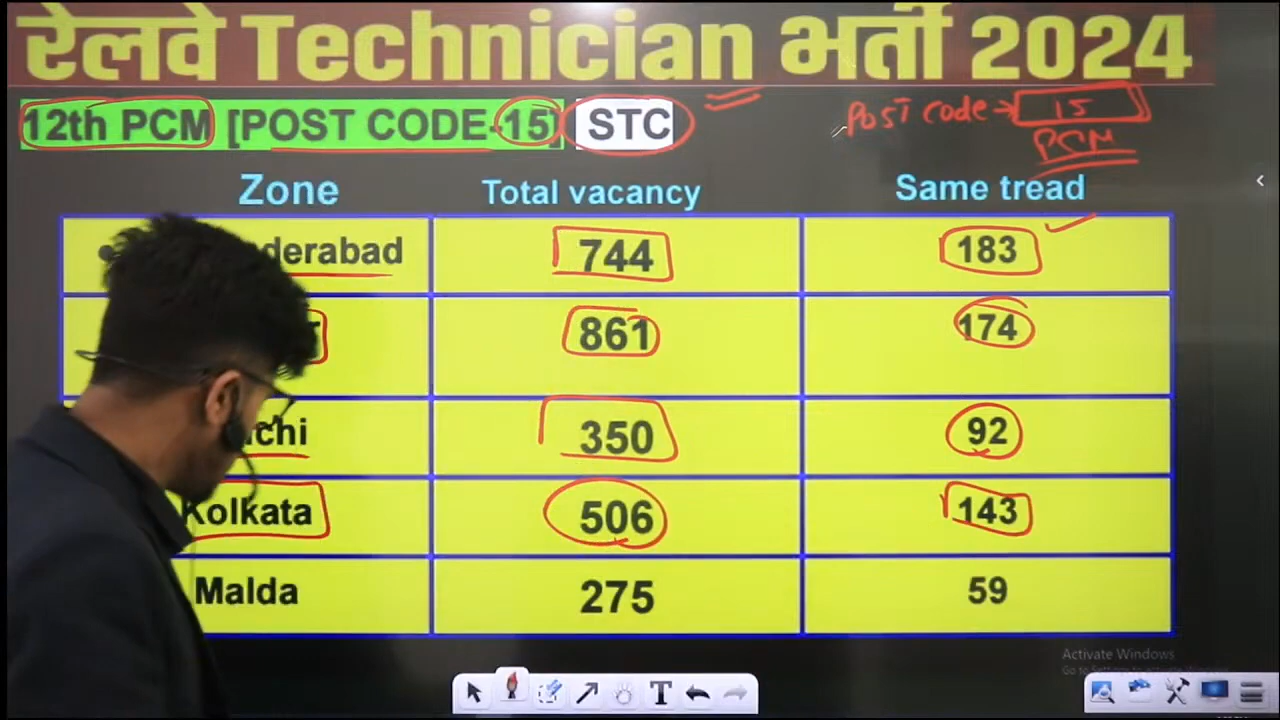 रेलवे Technician भर्ती 2024
12th PCM [POST CODE-15] STC
Post code → 15
PCM
Zone Total vacancy Same tread
derabad 744 183
861 174
chi 350 92
Kolkata 506 143
Malda 275 59
Activate Windows